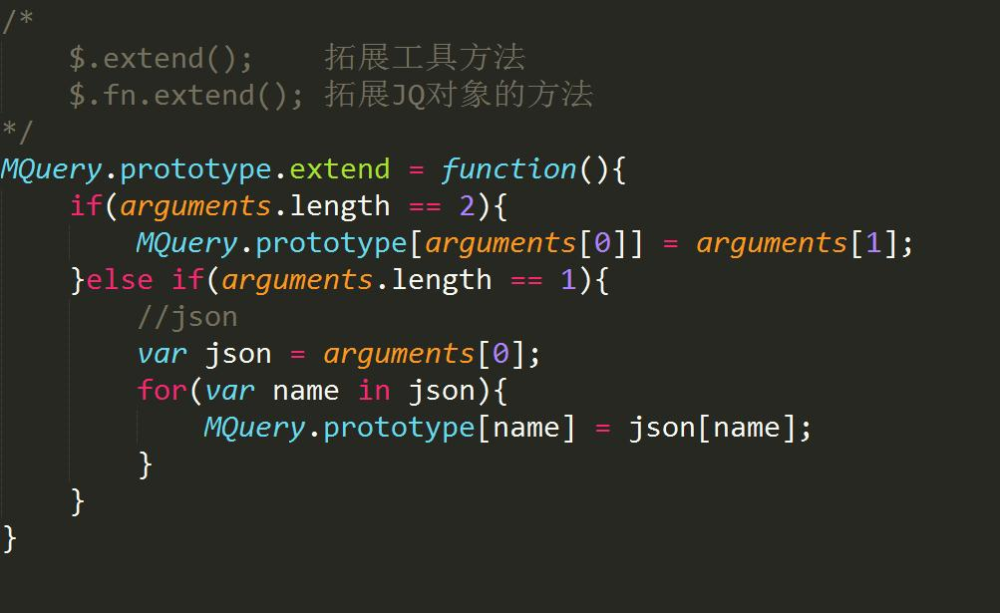 /*
    $.extend();    拓展工具方法
    $.fn.extend(); 拓展JQ对象的方法
*/
MQuery.prototype.extend = function(){
    if(arguments.length == 2){
        MQuery.prototype[arguments[0]] = arguments[1];
    }else if(arguments.length == 1){
        //json
        var json = arguments[0];
        for(var name in json){
            MQuery.prototype[name] = json[name];
        }
    }
}